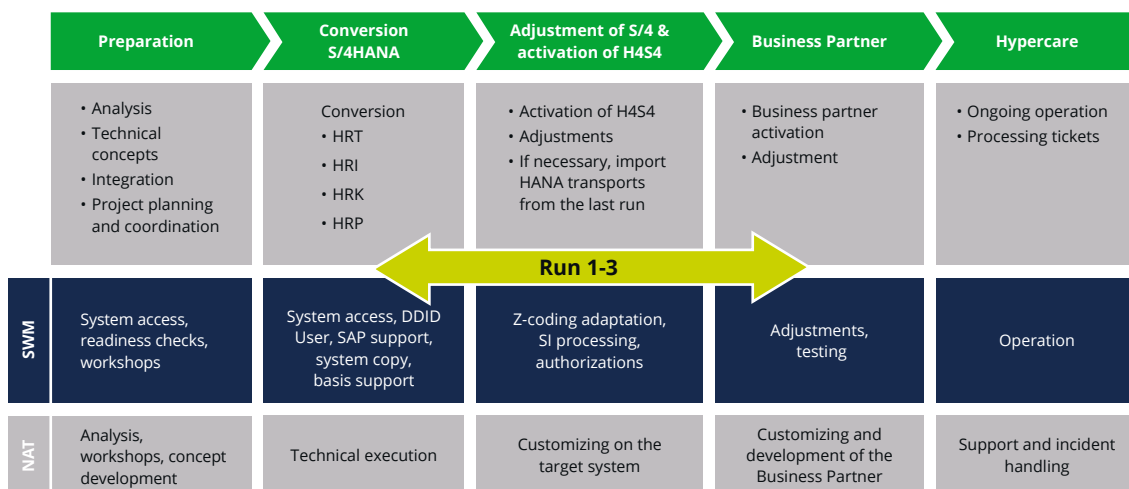 Preparation
Conversion
S/4HANA
Adjustment of S/4 &
activation of H4S4
Business Partner
Hypercare
• Analysis
• Technical
concepts
• Integration
• Project planning
and coordination
Conversion
• HRT
• HRI
• HRK
• HRP
• Activation of H4S4
• Adjustments
• If necessary, import
HANA transports
from the last run
• Business partner
activation
• Adjustment
• Ongoing operation
• Processing tickets
Run 1-3
SWM
System access,
readiness checks,
workshops
System access, DDID
User, SAP support,
system copy,
basis support
Z-coding adaptation,
SI processing,
authorizations
Adjustments,
testing
Operation
NAT
Analysis,
workshops, concept
development
Technical execution
Customizing on the
target system
Customizing and
development of the
Business Partner
Support and incident
handling